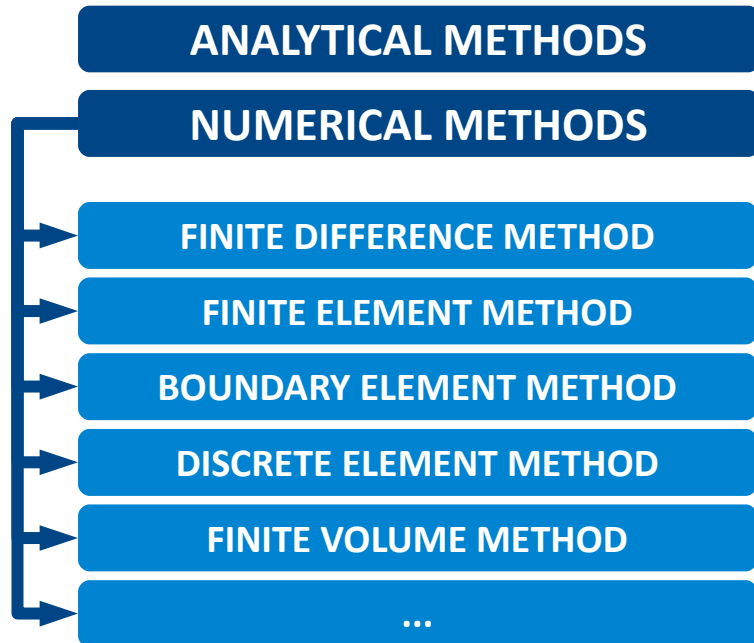 ANALYTICAL METHODS
NUMERICAL METHODS
FINITE DIFFERENCE METHOD
FINITE ELEMENT METHOD
BOUNDARY ELEMENT METHOD
DISCRETE ELEMENT METHOD
FINITE VOLUME METHOD
...